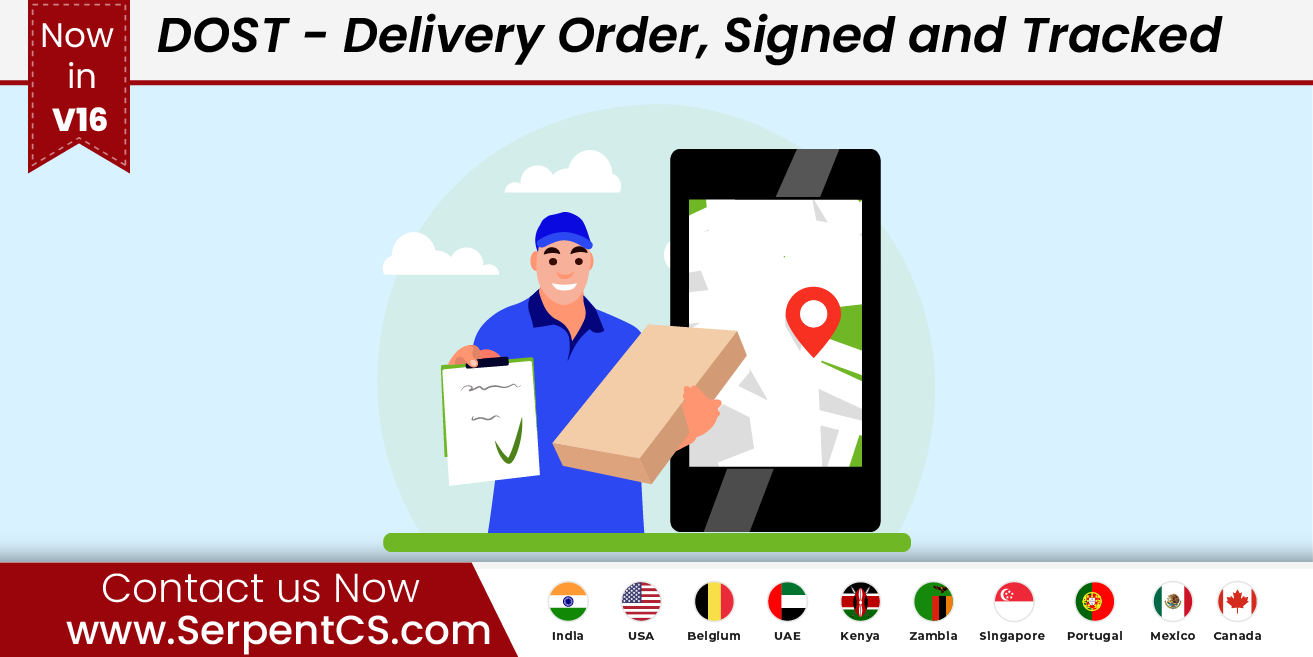 Now
in
V16
DOST - Delivery Order, Signed and Tracked
Contact us Now
www.SerpentCS.com
India
USA
Belgium
UAE
Kenya
Zambia
Singapore
Portugal
Mexico
Canada